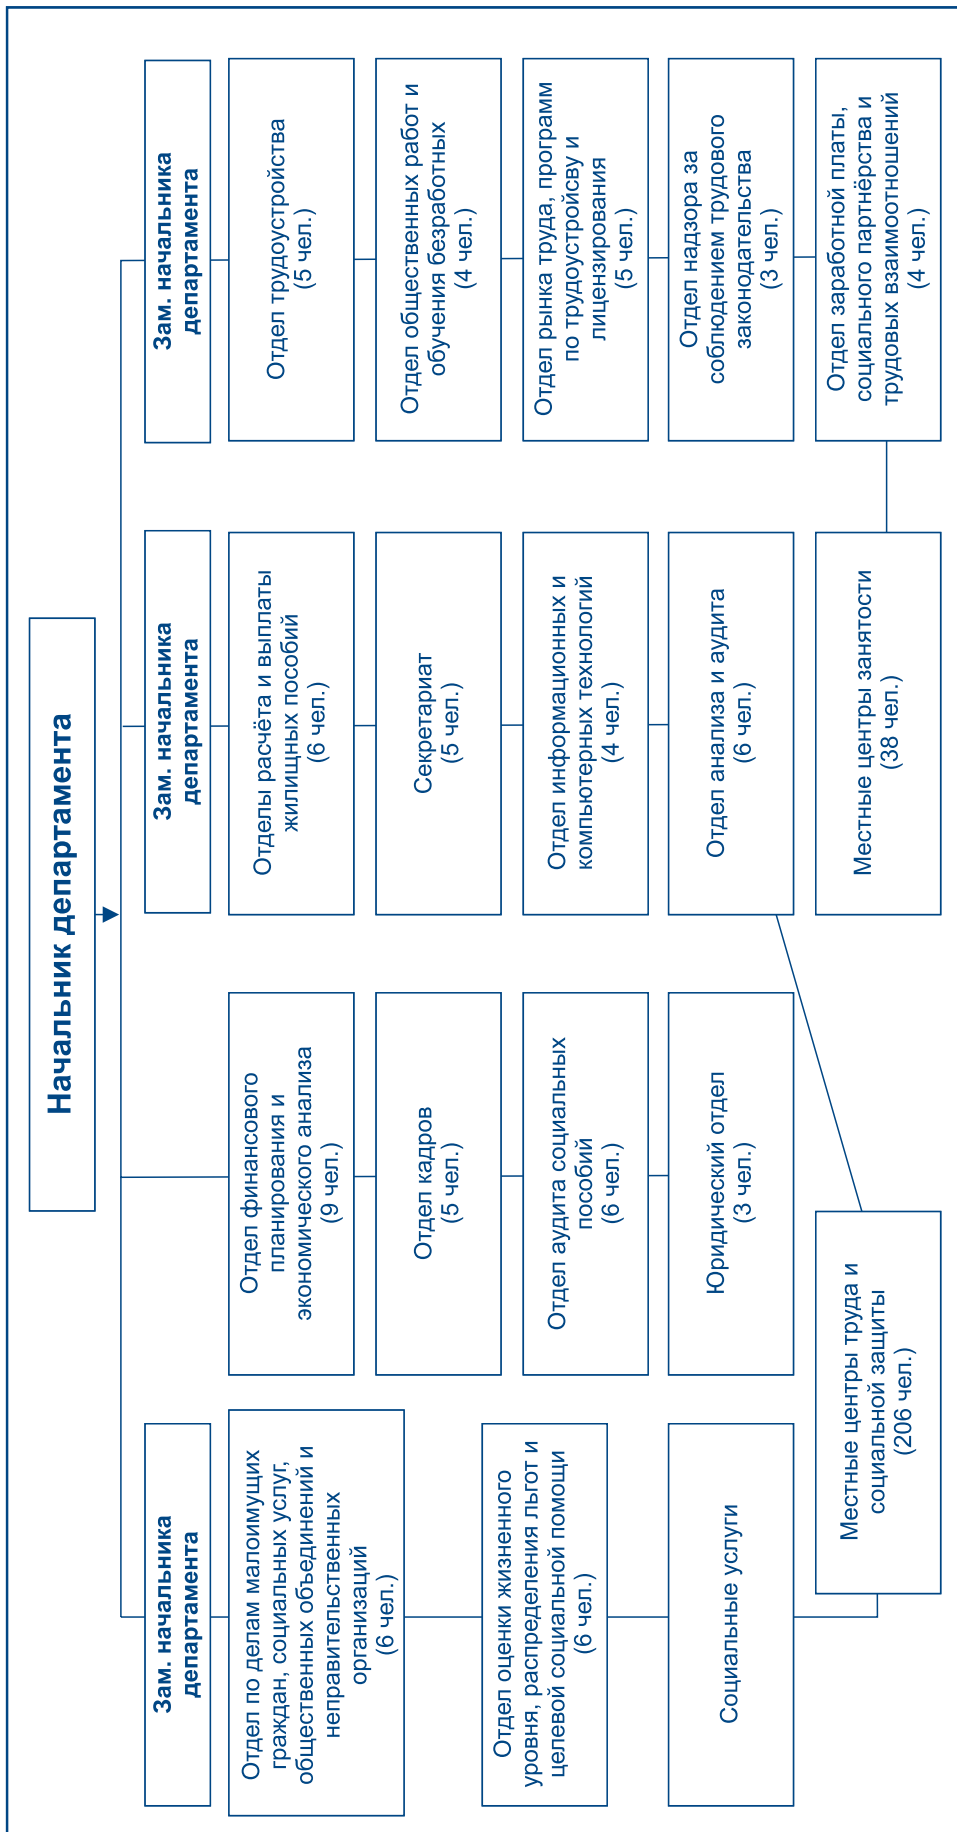 Начальник департамента
Зам. начальника
департамента
Отдел по делам малоимущих
граждан, социальных услуг,
общественных объединений и
неправительственных
организаций
(6 чел.)
Отдел оценки жизненного
уровня, распределения льгот и
целевой социальной помощи
(6 чел.)
Социальные услуги
Местные центры труда и
социальной защиты
(206 чел.)
Отдел финансового
планирования и
экономического анализа
(9 чел.)
Отдел кадров
(5 чел.)
Отдел аудита социальных
пособий
(6 чел.)
Юридический отдел
(3 чел.)
Зам. начальника
департамента
Отделы расчёта и выплаты
жилищных пособий
(6 чел.)
Секретариат
(5 чел.)
Отдел информационных и
компьютерных технологий
(4 чел.)
Отдел анализа и аудита
(6 чел.)
Местные центры занятости
(38 чел.)
Зам. начальника
департамента
Отдел трудоустройства
(5 чел.)
Отдел общественных работ и
обучения безработных
(4 чел.)
Отдел рынка труда, программ
по трудоустройсву и
лицензирования
(5 чел.)
Отдел надзора за
соблюдением трудового
законодательства
(3 чел.)
Отдел заработной платы,
социального партнёрства и
трудовых взаимоотношений
(4 чел.)